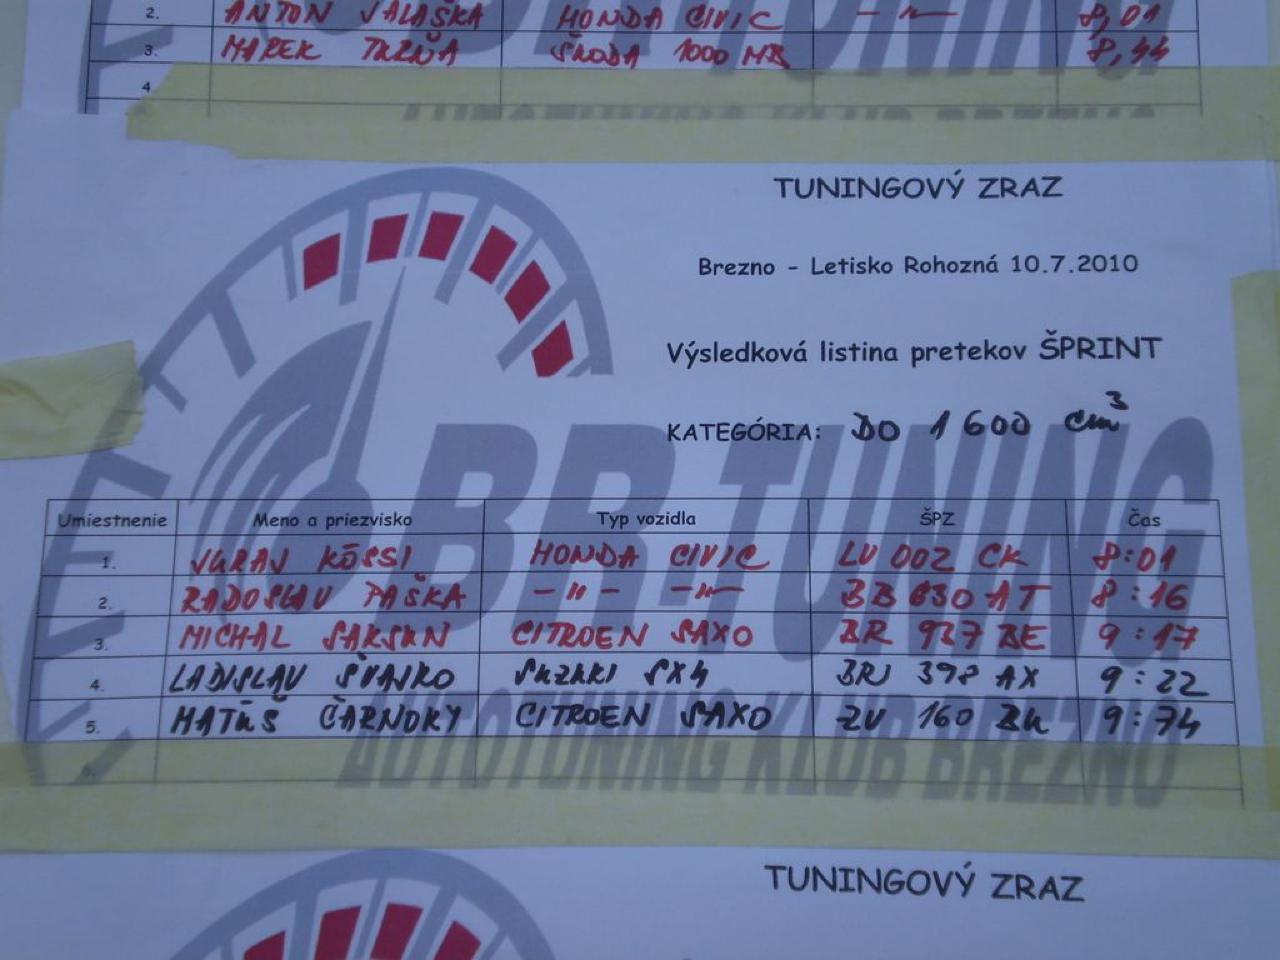 2. ANTON VALAŠKA HONDA CIVIC - " - 8,01
3. MAREK TRNŇA ŠKODA 1000 MB 8,44
4
TUNINGOVÝ ZRAZ
Brezno - Letisko Rohozná 10.7.2010
Výsledková listina pretekov ŠPRINT
KATEGÓRIA: DO 1600 cm³
BR-TUNING
Umiestnenie Meno a priezvisko Typ vozidla ŠPZ Čas
1. JURAJ KÖSSI HONDA CIVIC LV 002 CK 8:01
2. RADOSLAV PAŠKA - " - - " - BB 630 AT 8:16
3. MICHAL CITROEN SAXO BR 927 BE 9:17
4. LADISLAV ŠVAJKO SUZUKI SX4 BRJ 398 AX 9:22
5. MATÚŠ ČARNOKY CITROEN SAXO ZV 160 BU 9:74
6.
AUTOTUNING KLUB BREZNO
TUNINGOVÝ ZRAZ